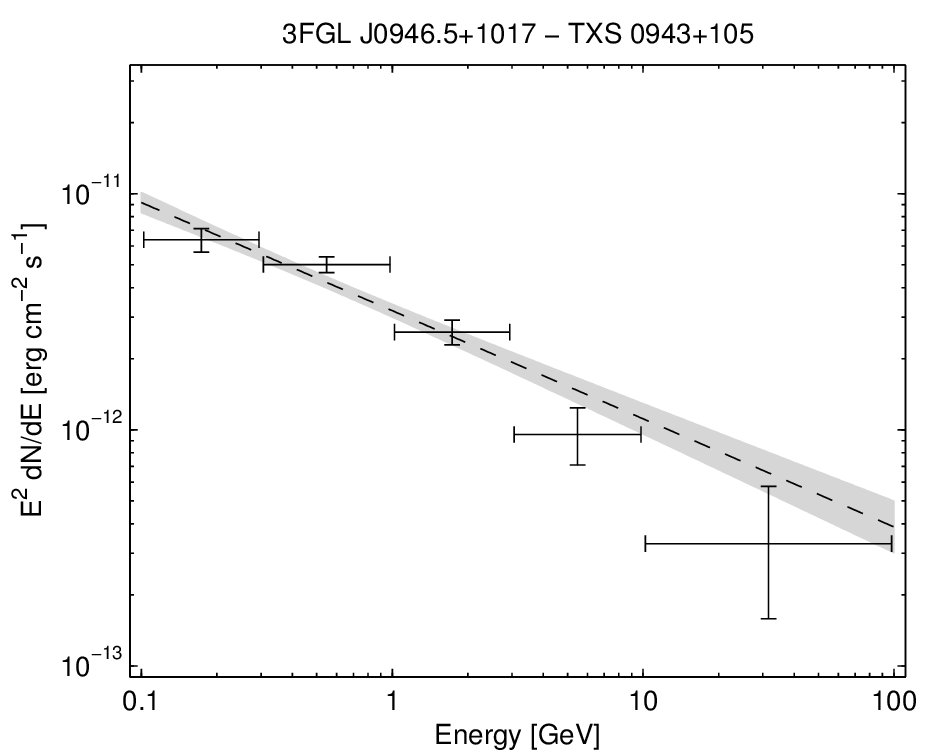 3FGL J0946.5+1017 − TXS 0943+105
E² dN/dE [erg cm⁻² s⁻¹]
10⁻¹¹
10⁻¹²
10⁻¹³
0.1 1 10 100
Energy [GeV]